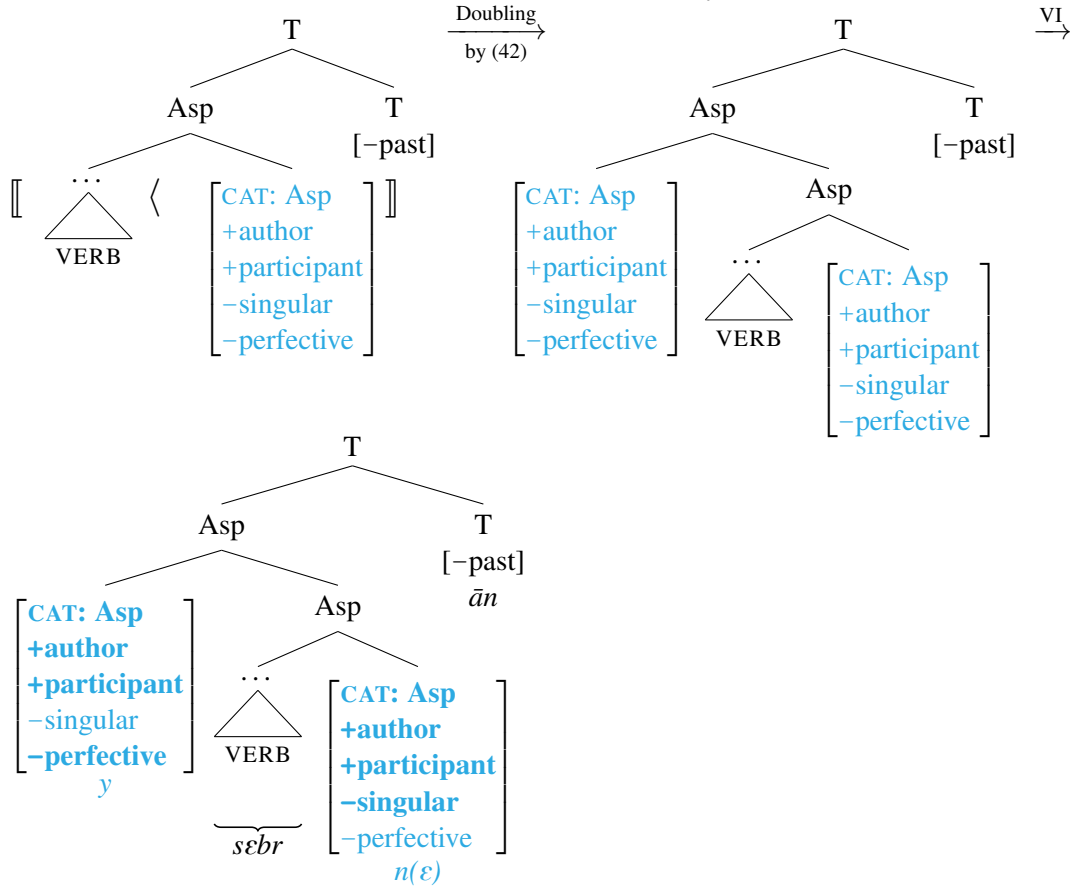 T
Doubling
by (42)
T
VI
Asp T
[−past]
⟦ … ⟨ CAT: Asp ⟧
+author
+participant
−singular
−perfective
VERB
Asp T
[−past]
CAT: Asp
+author
+participant
−singular
−perfective
Asp
…
VERB
CAT: Asp
+author
+participant
−singular
−perfective
T
Asp T
[−past]
ān
CAT: Asp
+author
+participant
−singular
−perfective
y
Asp
…
VERB
sɛbr
CAT: Asp
+author
+participant
−singular
−perfective
n(ɛ)